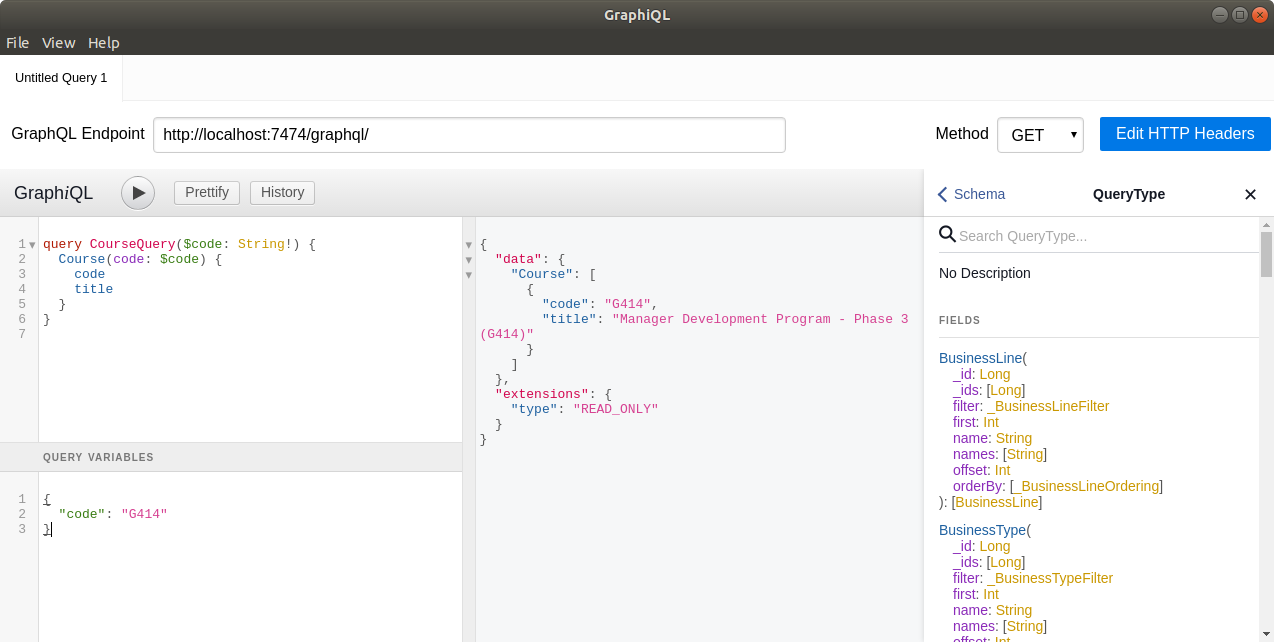 GraphiQL
File View Help
Untitled Query 1
GraphQL Endpoint http://localhost:7474/graphql/ Method GET Edit HTTP Headers
GraphiQL Prettify History
1 query CourseQuery($code: String!) {
2   Course(code: $code) {
3     code
4     title
5   }
6 }
7
QUERY VARIABLES
1 {
2   "code": "G414"
3 }
{
  "data": {
    "Course": [
      {
        "code": "G414",
        "title": "Manager Development Program - Phase 3
(G414)"
      }
    ]
  },
  "extensions": {
    "type": "READ_ONLY"
  }
}
Schema QueryType
Search QueryType...
No Description
FIELDS
BusinessLine(
_id: Long
_ids: [Long]
filter: _BusinessLineFilter
first: Int
name: String
names: [String]
offset: Int
orderBy: [_BusinessLineOrdering]
): [BusinessLine]
BusinessType(
_id: Long
_ids: [Long]
filter: _BusinessTypeFilter
first: Int
name: String
names: [String]
offset: Int